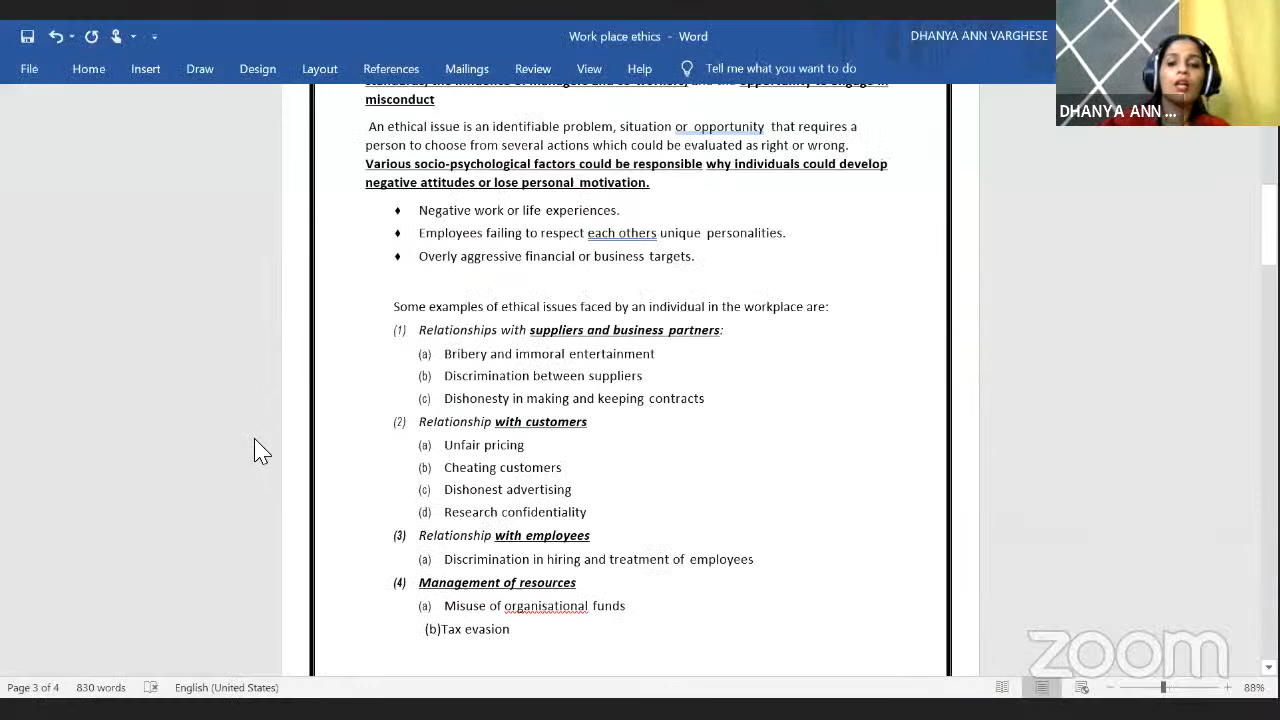 Work place ethics - Word
DHANYA ANN VARGHESE
File Home Insert Draw Design Layout References Mailings Review View Help Tell me what you want to do
DHANYA ANN ...
misconduct
An ethical issue is an identifiable problem, situation or opportunity that requires a
person to choose from several actions which could be evaluated as right or wrong.
Various socio-psychological factors could be responsible why individuals could develop
negative attitudes or lose personal motivation.
♦ Negative work or life experiences.
♦ Employees failing to respect each others unique personalities.
♦ Overly aggressive financial or business targets.
Some examples of ethical issues faced by an individual in the workplace are:
(1) Relationships with suppliers and business partners:
(a) Bribery and immoral entertainment
(b) Discrimination between suppliers
(c) Dishonesty in making and keeping contracts
(2) Relationship with customers
(a) Unfair pricing
(b) Cheating customers
(c) Dishonest advertising
(d) Research confidentiality
(3) Relationship with employees
(a) Discrimination in hiring and treatment of employees
(4) Management of resources
(a) Misuse of organisational funds
(b)Tax evasion
zoom
Page 3 of 4 830 words English (United States) 88%